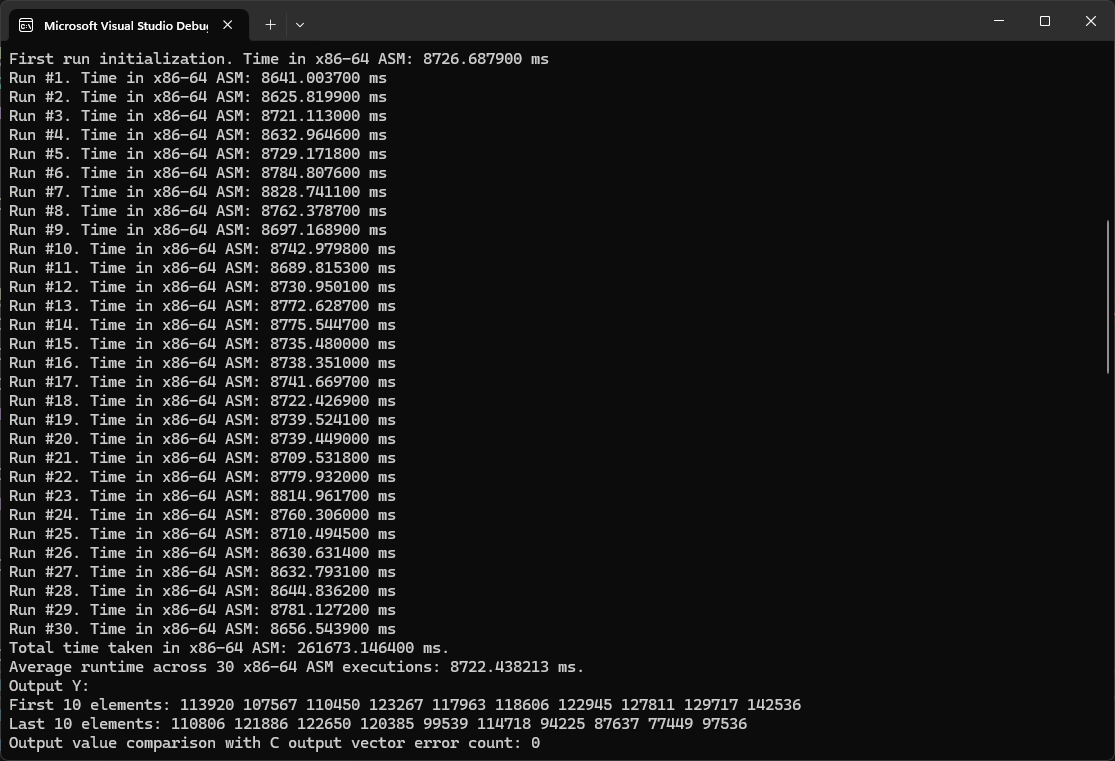 Microsoft Visual Studio Debu
First run initialization. Time in x86-64 ASM: 8726.687900 ms
Run #1. Time in x86-64 ASM: 8641.003700 ms
Run #2. Time in x86-64 ASM: 8625.819900 ms
Run #3. Time in x86-64 ASM: 8721.113000 ms
Run #4. Time in x86-64 ASM: 8632.964600 ms
Run #5. Time in x86-64 ASM: 8729.171800 ms
Run #6. Time in x86-64 ASM: 8784.807600 ms
Run #7. Time in x86-64 ASM: 8828.741100 ms
Run #8. Time in x86-64 ASM: 8762.378700 ms
Run #9. Time in x86-64 ASM: 8697.168900 ms
Run #10. Time in x86-64 ASM: 8742.979800 ms
Run #11. Time in x86-64 ASM: 8689.815300 ms
Run #12. Time in x86-64 ASM: 8730.950100 ms
Run #13. Time in x86-64 ASM: 8772.628700 ms
Run #14. Time in x86-64 ASM: 8775.544700 ms
Run #15. Time in x86-64 ASM: 8735.480000 ms
Run #16. Time in x86-64 ASM: 8738.351000 ms
Run #17. Time in x86-64 ASM: 8741.669700 ms
Run #18. Time in x86-64 ASM: 8722.426900 ms
Run #19. Time in x86-64 ASM: 8739.524100 ms
Run #20. Time in x86-64 ASM: 8739.449000 ms
Run #21. Time in x86-64 ASM: 8709.531800 ms
Run #22. Time in x86-64 ASM: 8779.932000 ms
Run #23. Time in x86-64 ASM: 8814.961700 ms
Run #24. Time in x86-64 ASM: 8760.306000 ms
Run #25. Time in x86-64 ASM: 8710.494500 ms
Run #26. Time in x86-64 ASM: 8630.631400 ms
Run #27. Time in x86-64 ASM: 8632.793100 ms
Run #28. Time in x86-64 ASM: 8644.836200 ms
Run #29. Time in x86-64 ASM: 8781.127200 ms
Run #30. Time in x86-64 ASM: 8656.543900 ms
Total time taken in x86-64 ASM: 261673.146400 ms.
Average runtime across 30 x86-64 ASM executions: 8722.438213 ms.
Output Y:
First 10 elements: 113920 107567 110450 123267 117963 118606 122945 127811 129717 142536
Last 10 elements: 110806 121886 122650 120385 99539 114718 94225 87637 77449 97536
Output value comparison with C output vector error count: 0